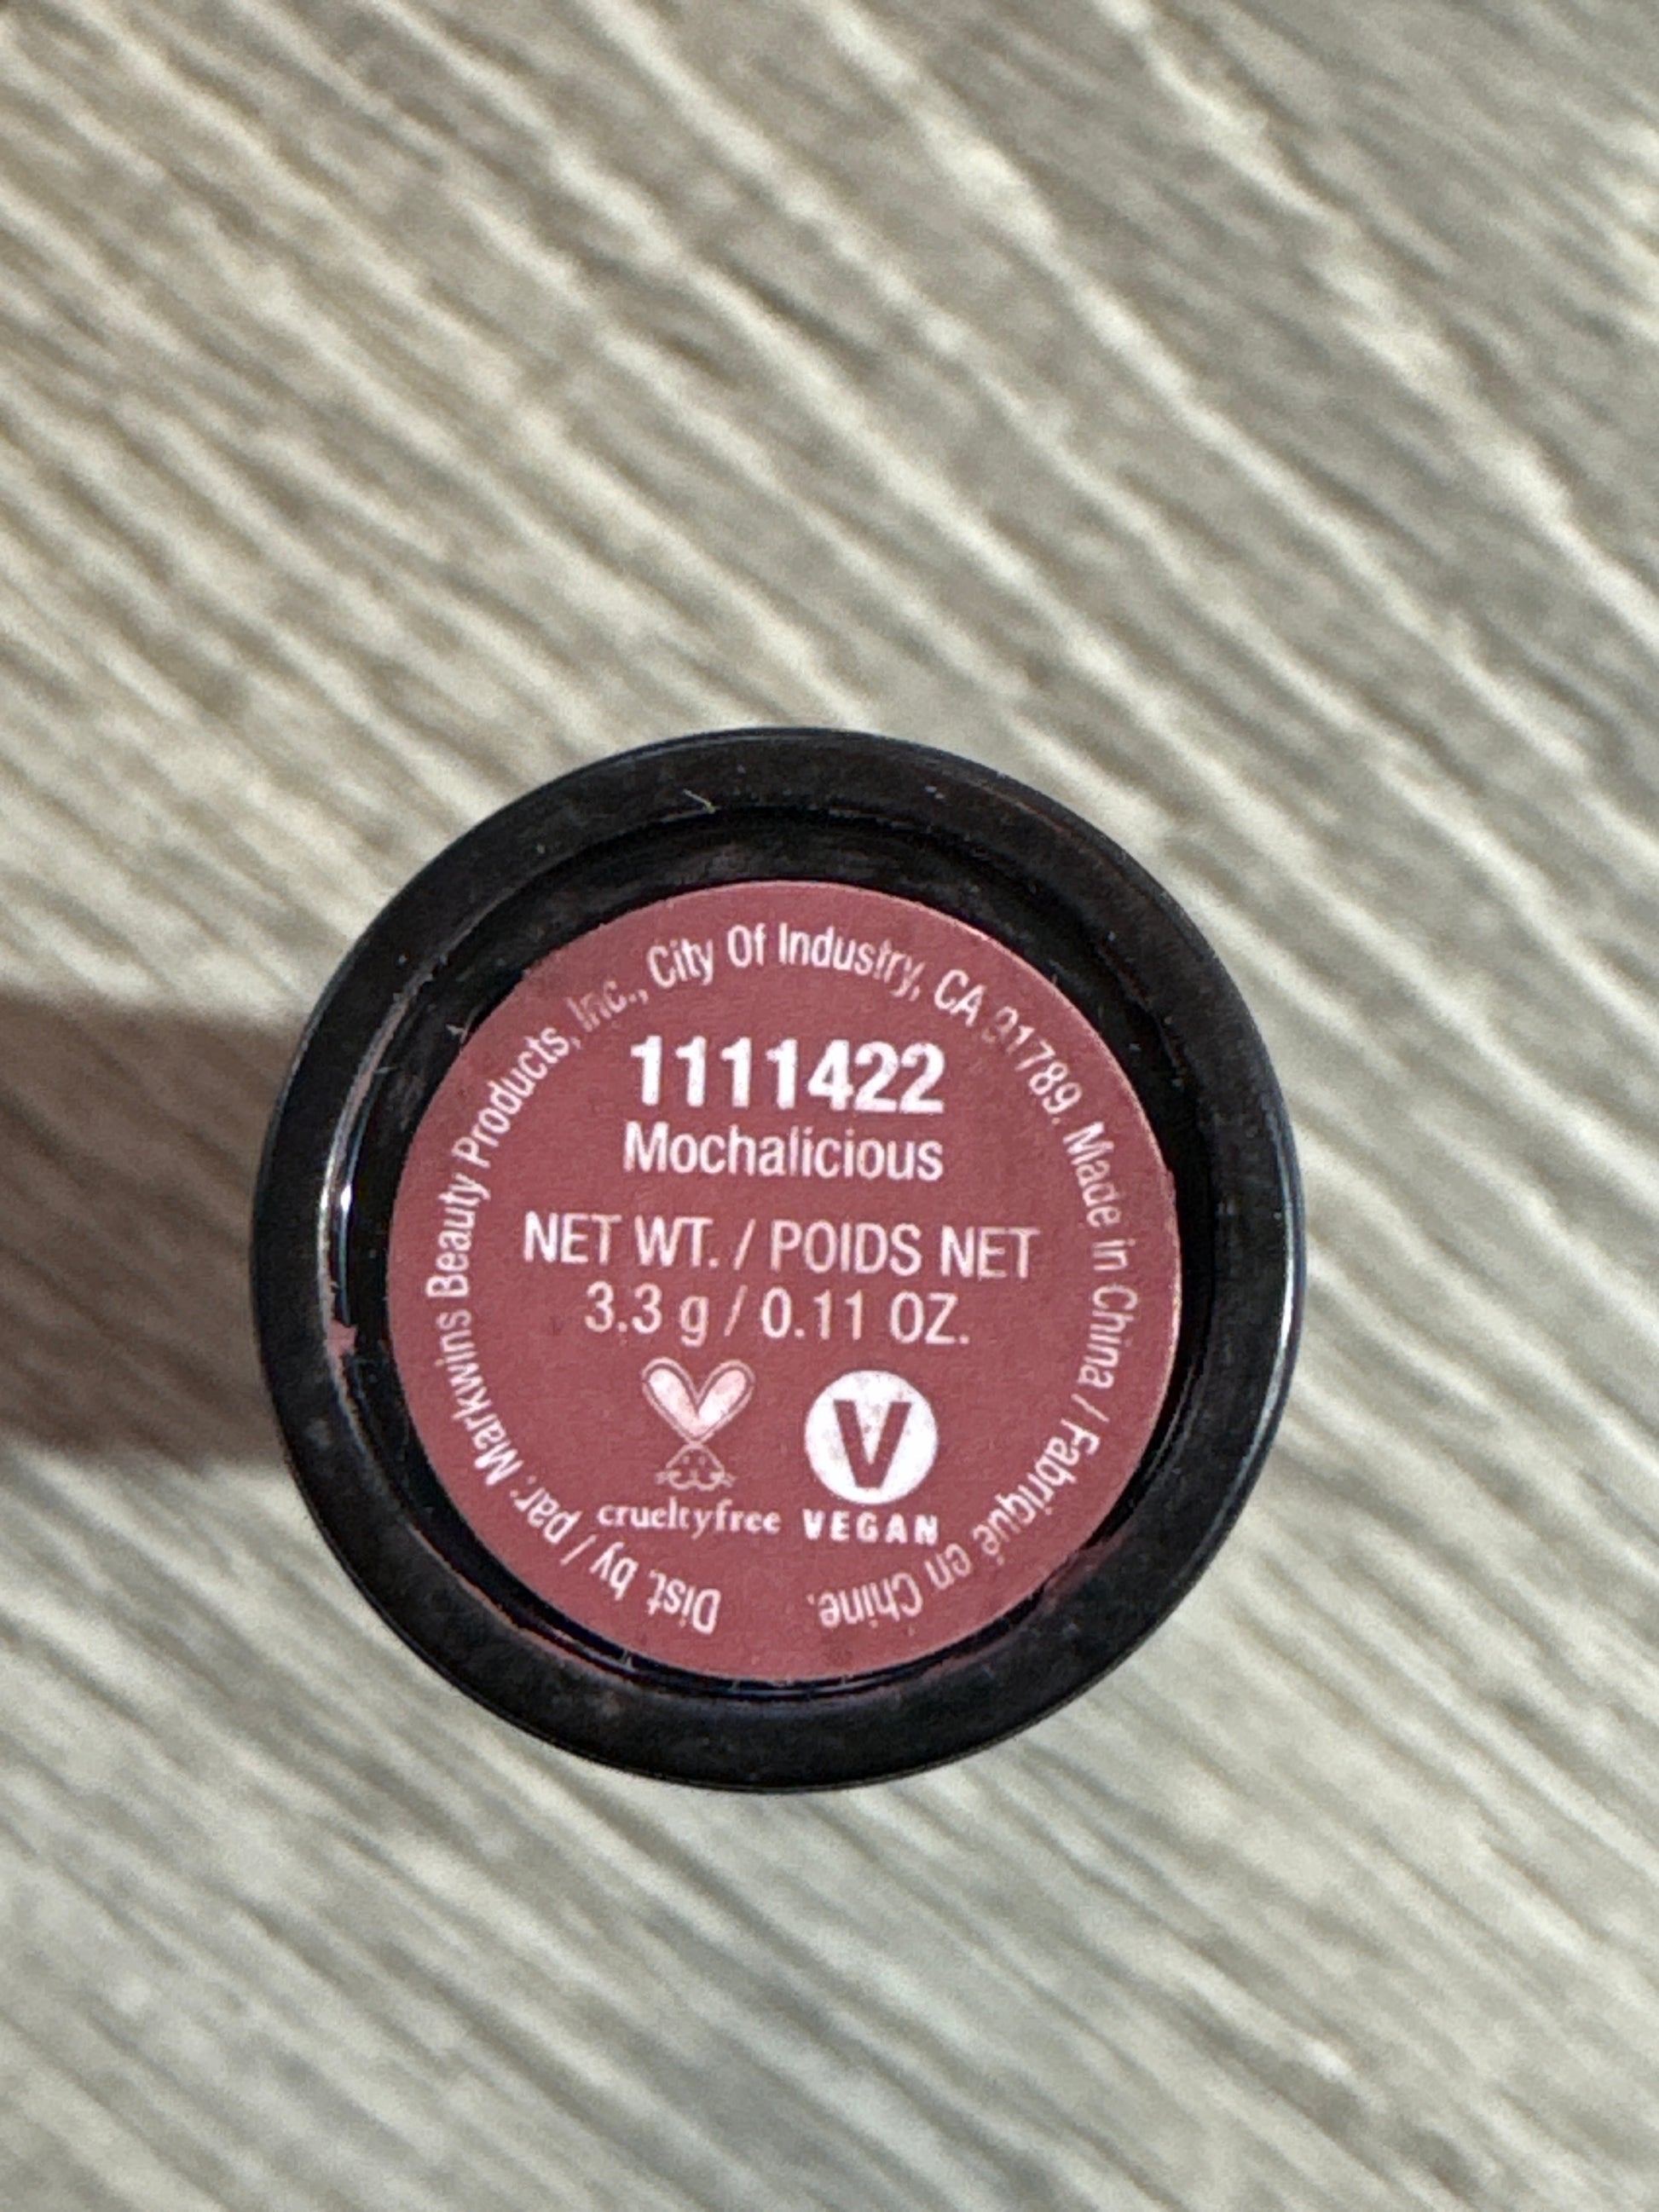 Dist. by / par: Markwins Beauty Products, Inc., City Of Industry, CA 91789. Made in China / Fabriqué en Chine.
1111422
Mochalicious
NET WT. / POIDS NET
3.3 g / 0.11 OZ.
V
crueltyfree VEGAN